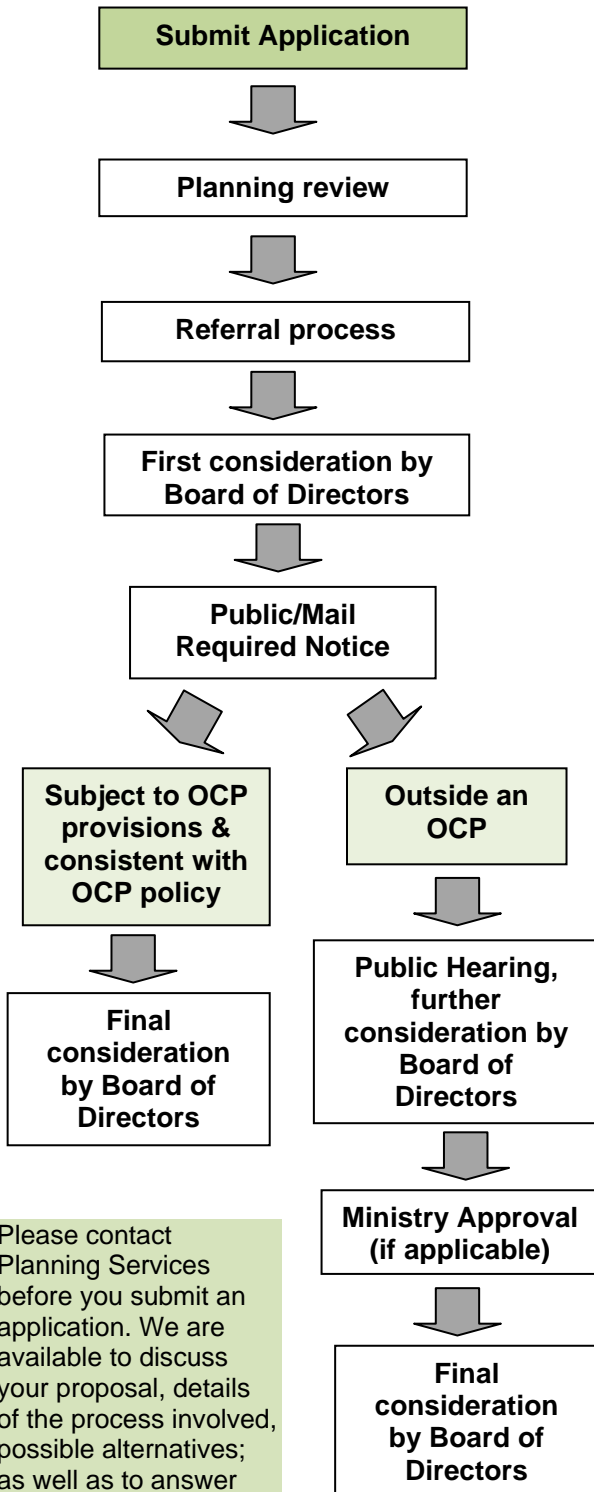 Submit Application
Planning review
Referral process
First consideration by
Board of Directors
Public/Mail
Required Notice
Subject to OCP
provisions &
consistent with
OCP policy
Final
consideration
by Board of
Directors
Outside an
OCP
Public Hearing,
further
consideration by
Board of
Directors
Ministry Approval
(if applicable)
Final
consideration
by Board of
Directors
Please contact
Planning Services
before you submit an
application. We are
available to discuss
your proposal, details
of the process involved,
possible alternatives;
as well as to answer